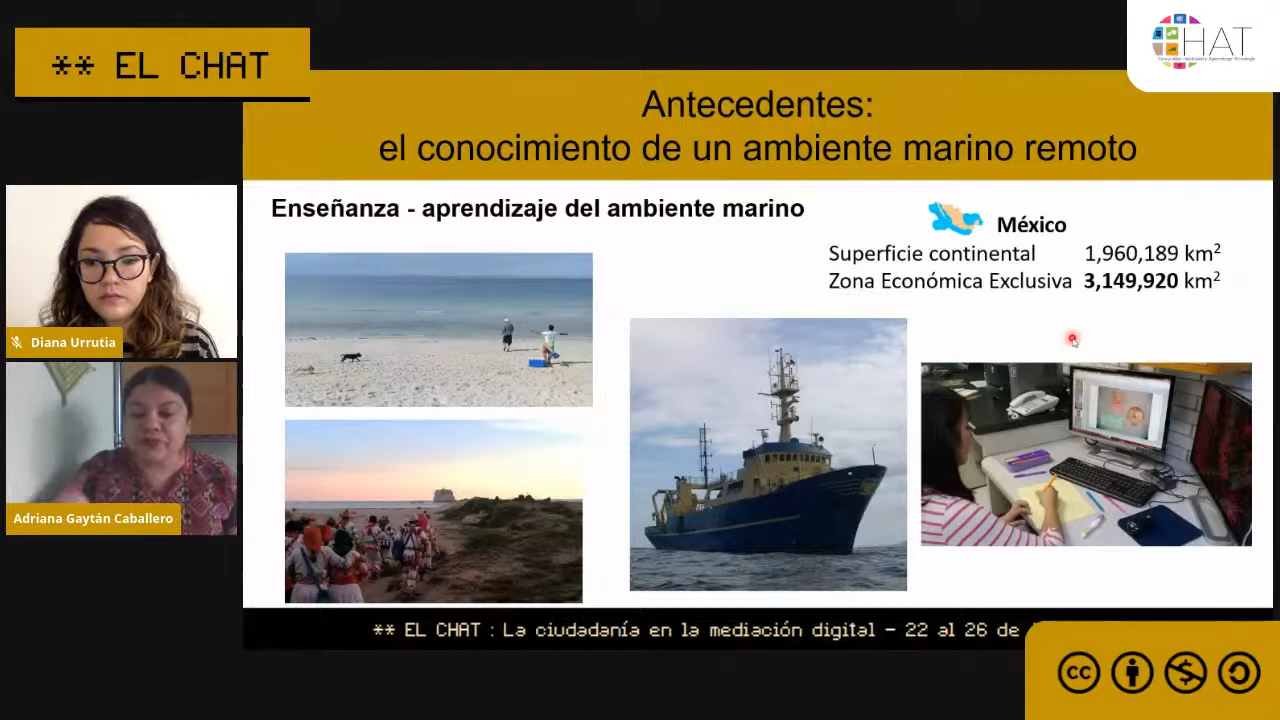 ** EL CHAT
HAT
Antecedentes:
el conocimiento de un ambiente marino remoto
Enseñanza - aprendizaje del ambiente marino
México
Superficie continental 1,960,189 km²
Zona Económica Exclusiva 3,149,920 km²
Diana Urrutia
Adriana Gaytán Caballero
** EL CHAT : La ciudadanía en la mediación digital – 22 al 26 de
cc